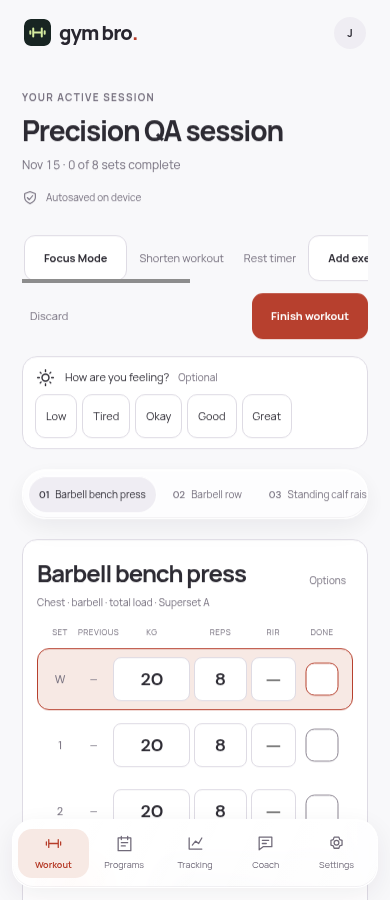 gym bro.
J
YOUR ACTIVE SESSION
Precision QA session
Nov 15 · 0 of 8 sets complete
Autosaved on device
Focus Mode Shorten workout Rest timer Add exe
Discard Finish workout
How are you feeling? Optional
Low Tired Okay Good Great
01 Barbell bench press 02 Barbell row 03 Standing calf rais
Barbell bench press
Options
Chest · barbell · total load · Superset A
SET PREVIOUS KG REPS RIR DONE
W – 20 8 —
1 – 20 8 —
2 – 20 8 —
Workout Programs Tracking Coach Settings